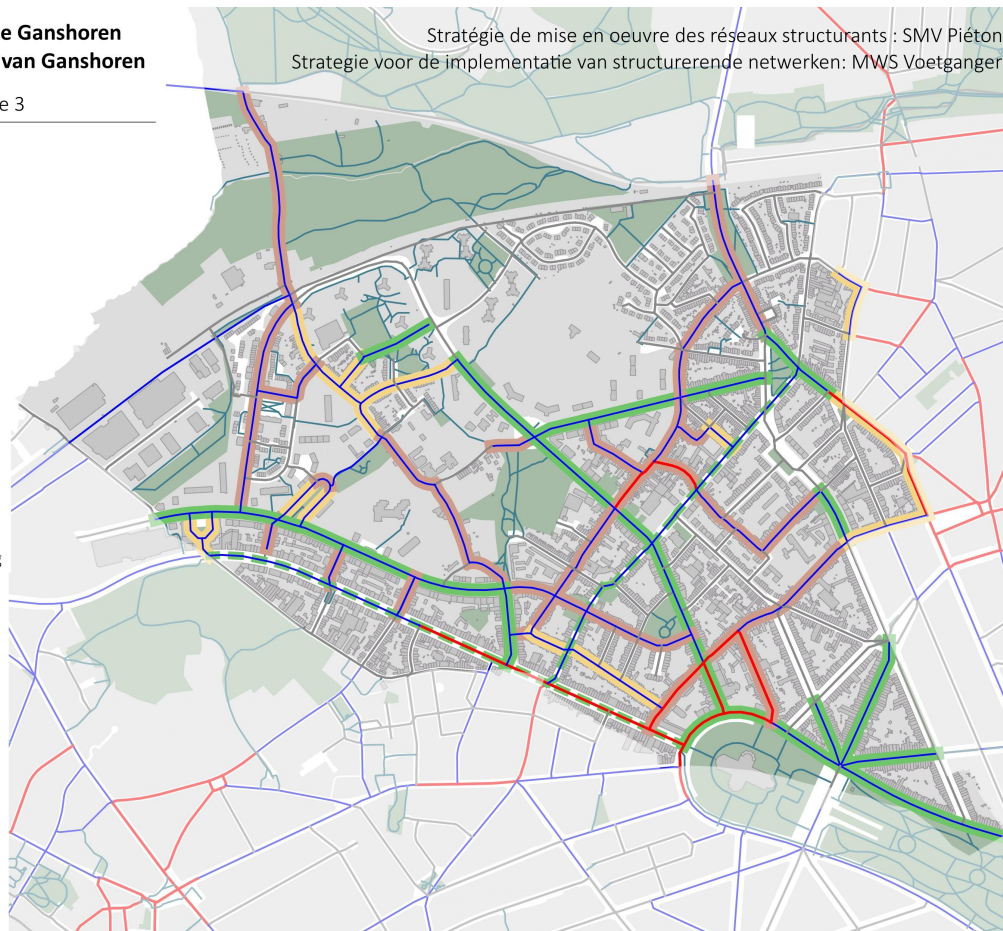 e Ganshoren
van Ganshoren
e 3
Stratégie de mise en oeuvre des réseaux structurants : SMV Piéton
Strategie voor de implementatie van structurerende netwerken: MWS Voetganger
g